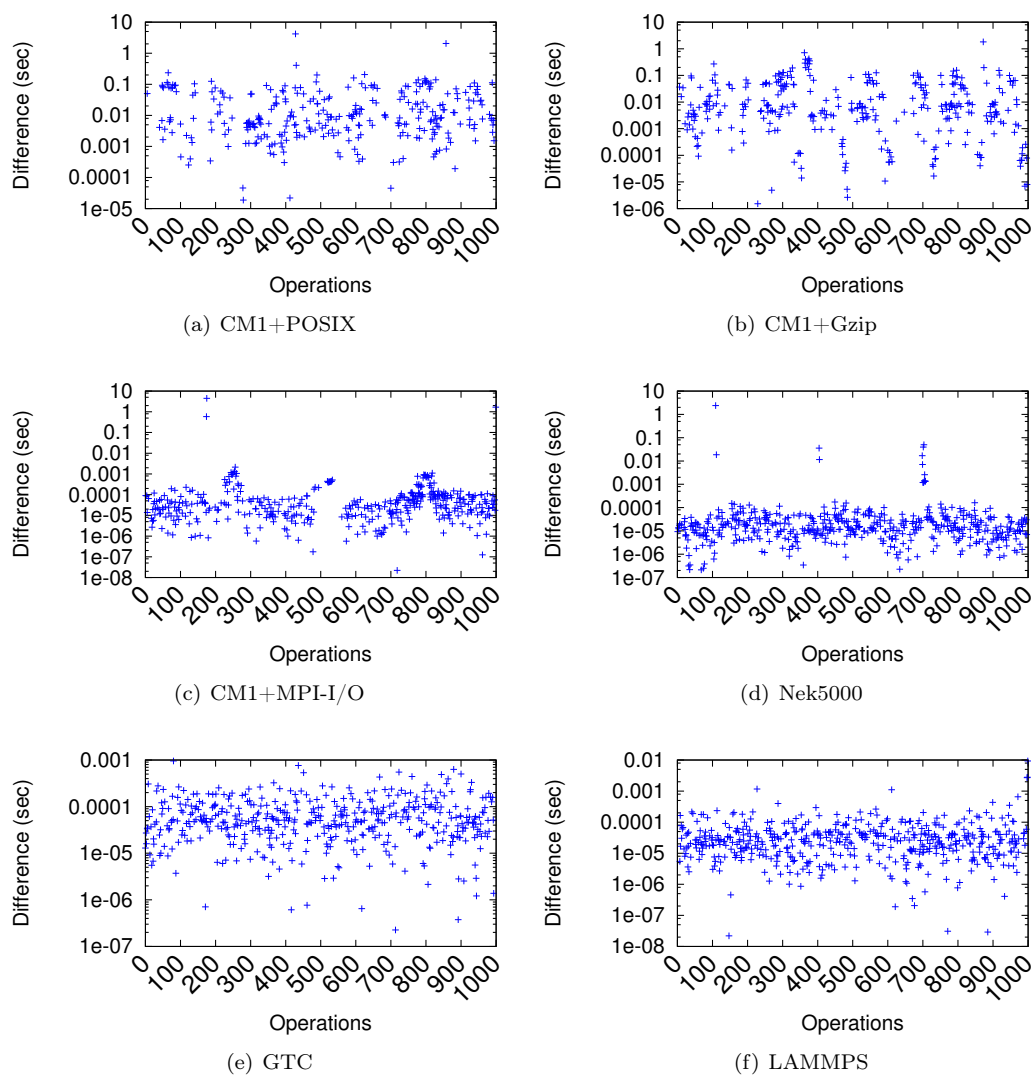 10
1
0.1
0.01
0.001
0.0001
1e-05
Difference (sec)
0 100 200 300 400 500 600 700 800 900 1000
Operations
(a) CM1+POSIX
10
1
0.1
0.01
0.001
0.0001
1e-05
1e-06
Difference (sec)
0 100 200 300 400 500 600 700 800 900 1000
Operations
(b) CM1+Gzip
10
1
0.1
0.01
0.001
0.0001
1e-05
1e-06
1e-07
1e-08
Difference (sec)
0 100 200 300 400 500 600 700 800 900 1000
Operations
(c) CM1+MPI-I/O
10
1
0.1
0.01
0.001
0.0001
1e-05
1e-06
1e-07
Difference (sec)
0 100 200 300 400 500 600 700 800 900 1000
Operations
(d) Nek5000
0.001
0.0001
1e-05
1e-06
1e-07
Difference (sec)
0 100 200 300 400 500 600 700 800 900 1000
Operations
(e) GTC
0.01
0.001
0.0001
1e-05
1e-06
1e-07
1e-08
Difference (sec)
0 100 200 300 400 500 600 700 800 900 1000
Operations
(f) LAMMPS